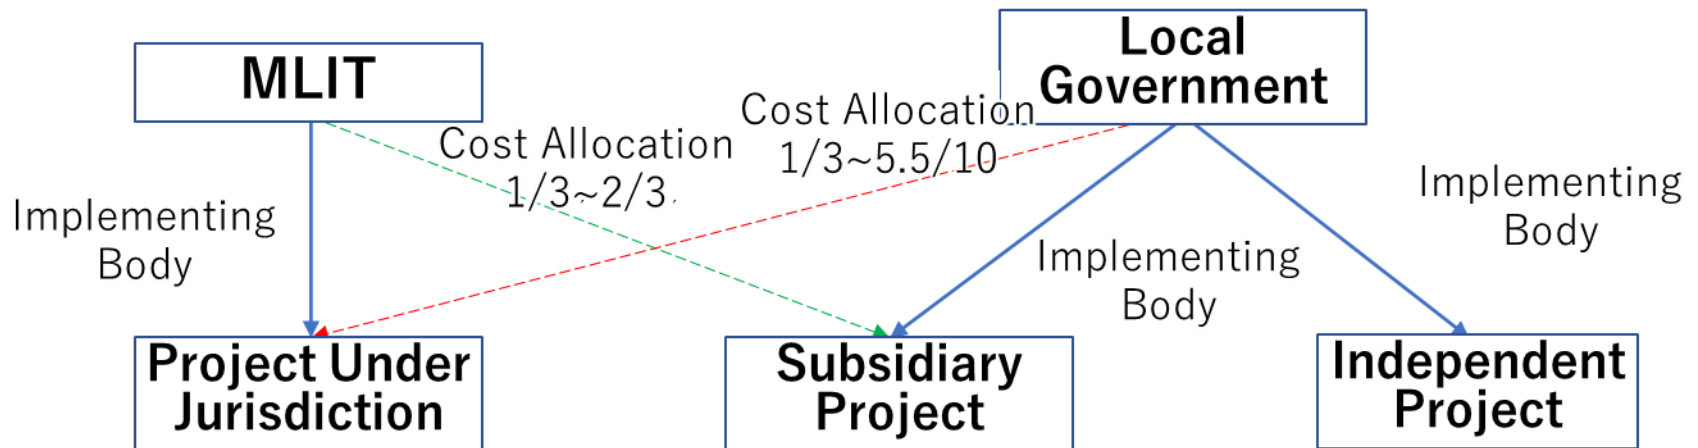 MLIT
Local
Government
Cost Allocation
1/3~2/3
Cost Allocation
1/3~5.5/10
Implementing
Body
Implementing
Body
Implementing
Body
Project Under
Jurisdiction
Subsidiary
Project
Independent
Project